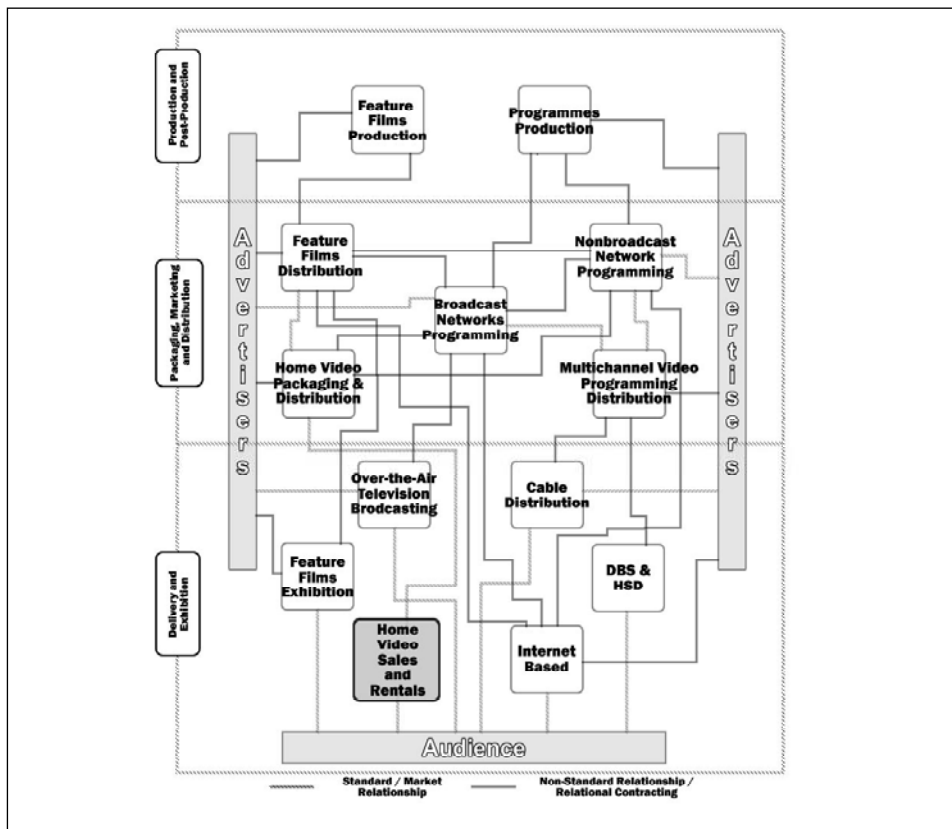 Production and
Post-Production
Feature
Films
Production
Programmes
Production
Advertisers
Advertisers
Packaging, Marketing
and Distribution
Feature
Films
Distribution
Nonbroadcast
Network
Programming
Broadcast
Networks
Programming
Home Video
Packaging &
Distribution
Multichannel Video
Programming
Distribution
Delivery and
Exhibition
Over-the-Air
Television
Brodcasting
Cable
Distribution
Feature
Films
Exhibition
DBS &
HSD
Home
Video
Sales
and
Rentals
Internet
Based
Audience
Standard / Market
Relationship
Non-Standard Relationship /
Relational Contracting